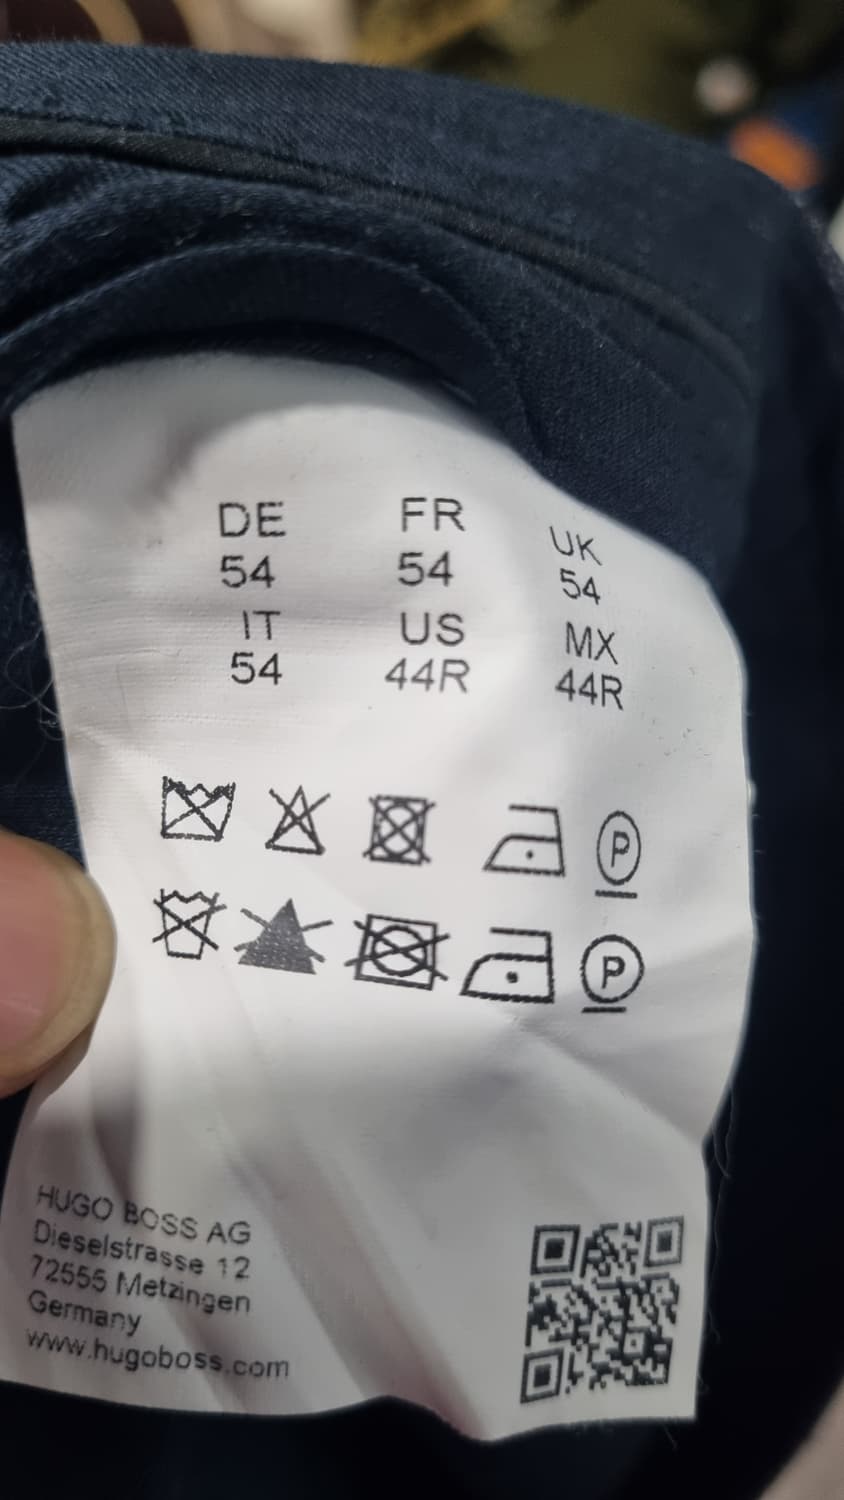 DE FR UK
54 54 54
IT US MX
54 44R 44R
P
P
HUGO BOSS AG
Dieselstrasse 12
72555 Metzingen
Germany
www.hugoboss.com